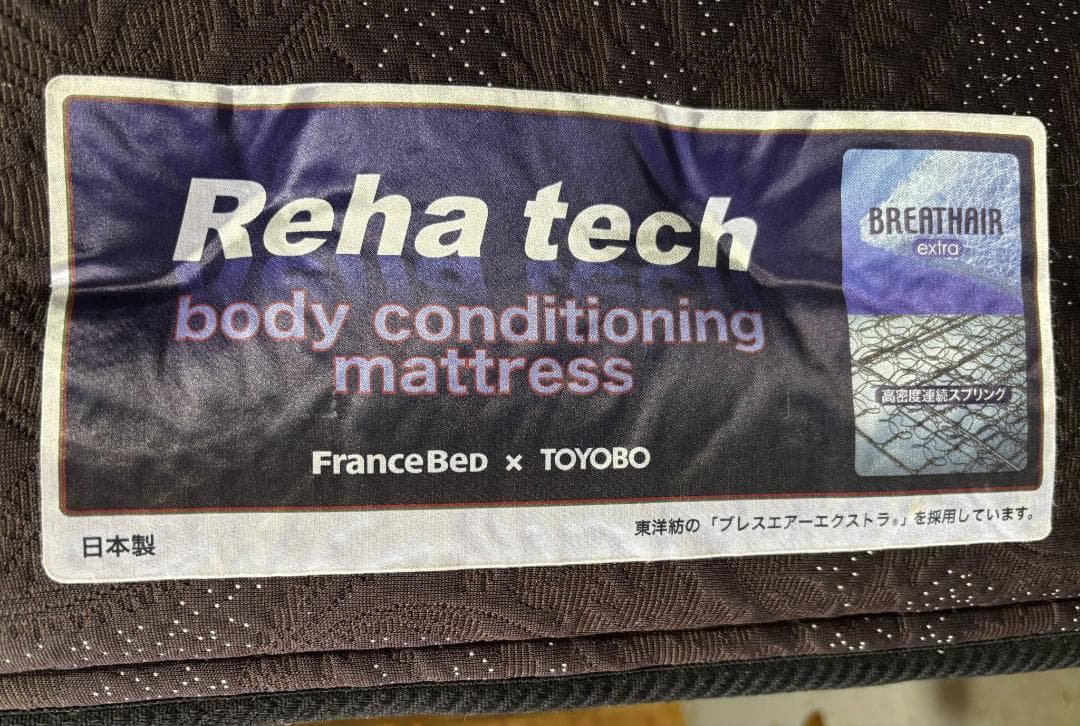 Reha tech
body conditioning
mattress
FranceBeD × TOYOBO
BREATHAIR
extra
高密度連続スプリング
日本製
東洋紡の「ブレスエアーエクストラ®」を採用しています。